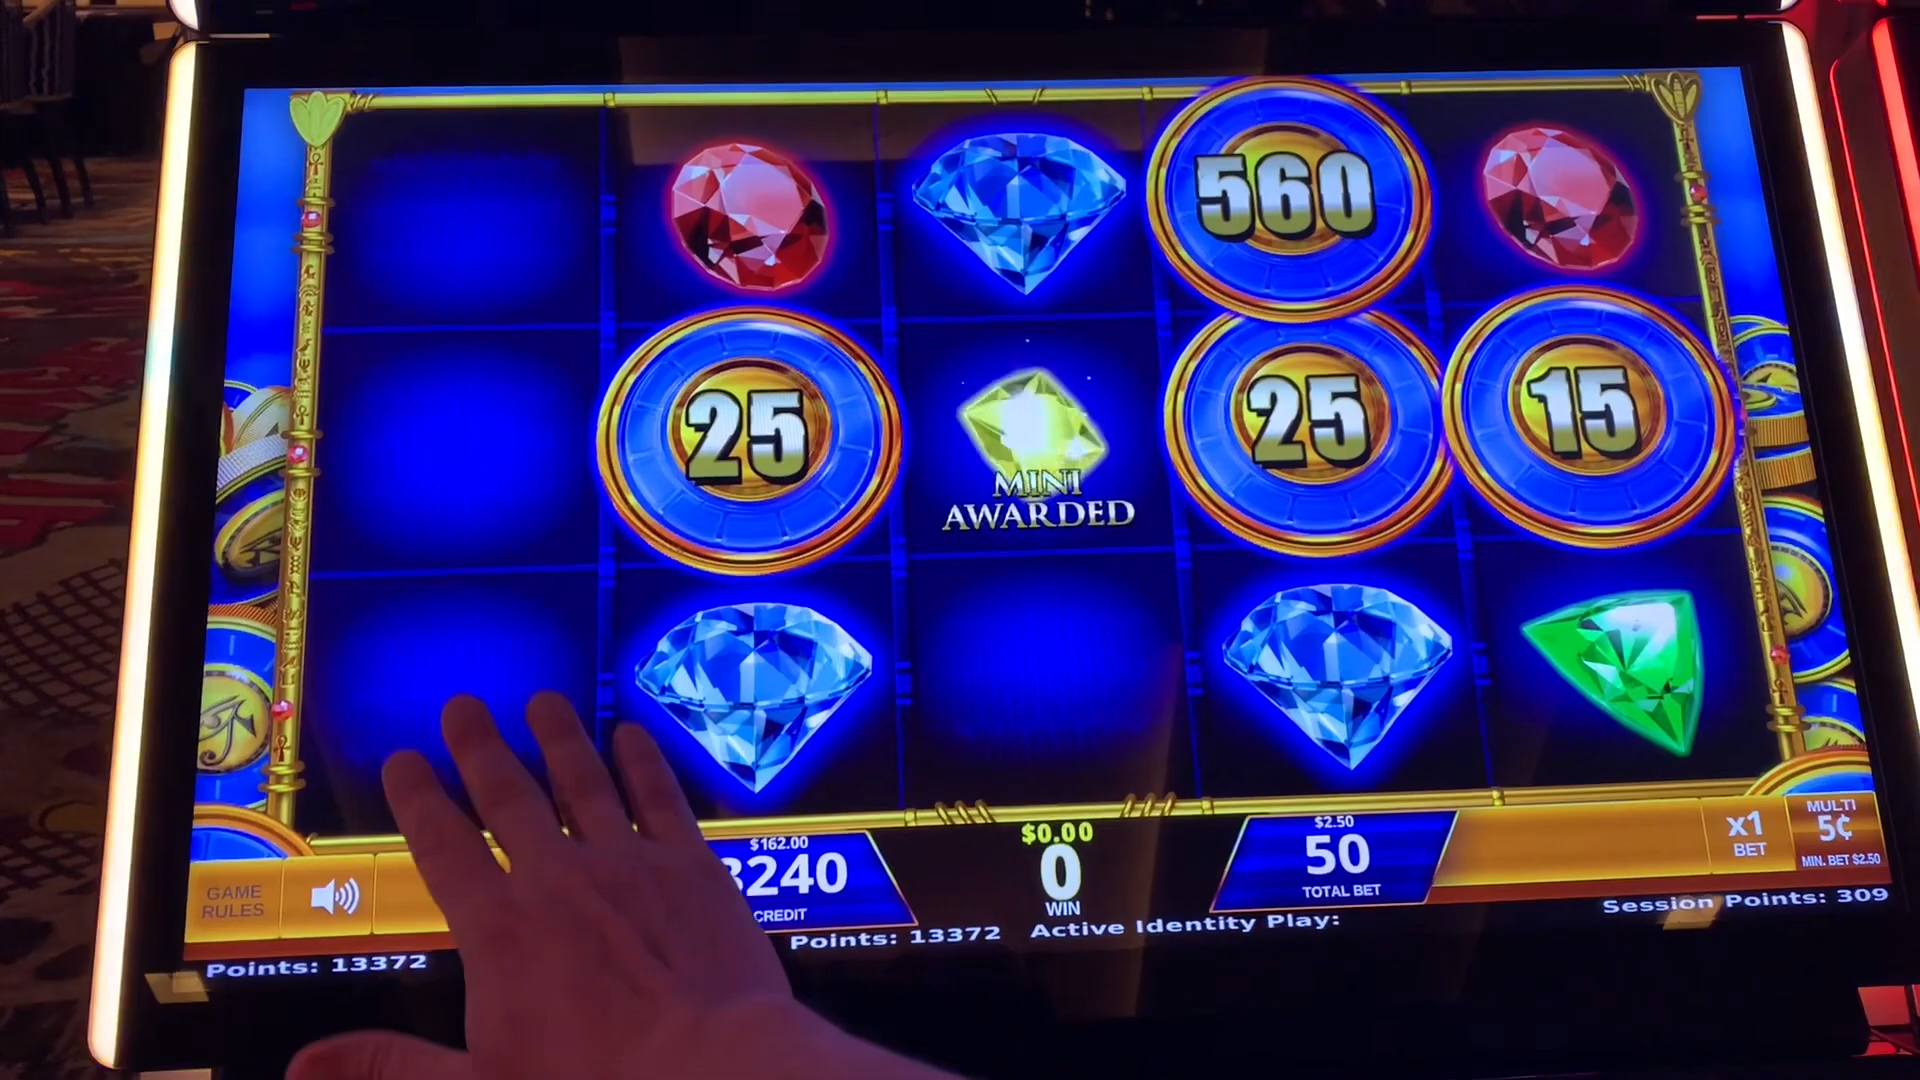 560
25
25
15
MINI
AWARDED
$162.00
3240
CREDIT
$0.00
0
WIN
$2.50
50
TOTAL BET
x1
BET
MULTI
5¢
MIN. BET $2.50
GAME
RULES
Session Points: 309
Points: 13372 Active Identity Play:
Points: 13372